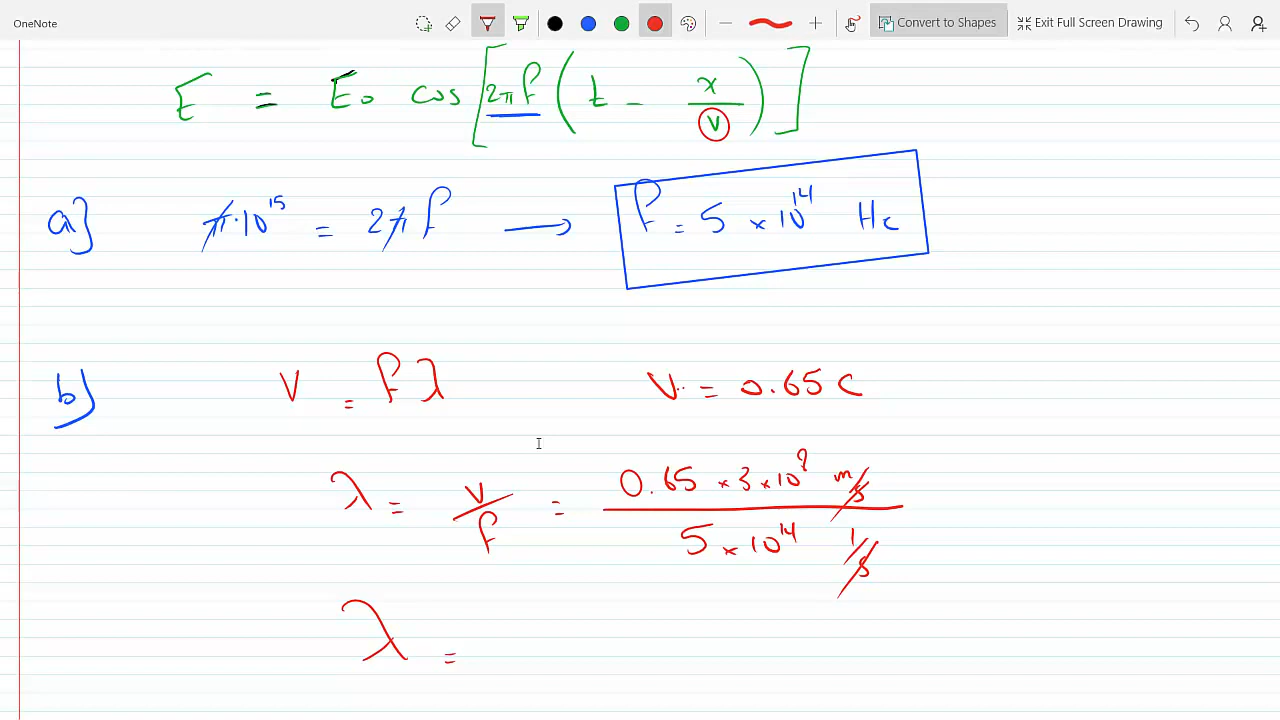 OneNote
Convert to Shapes
Exit Full Screen Drawing
E = E₀ cos [2πf (t - x/v)]
a} π·10¹⁵ = 2πf → f = 5 × 10¹⁴ Hz
b) v = fλ v = 0.65 c
λ = v/f = 0.65 × 3 × 10⁸ m/s / 5 × 10¹⁴ 1/s
λ =